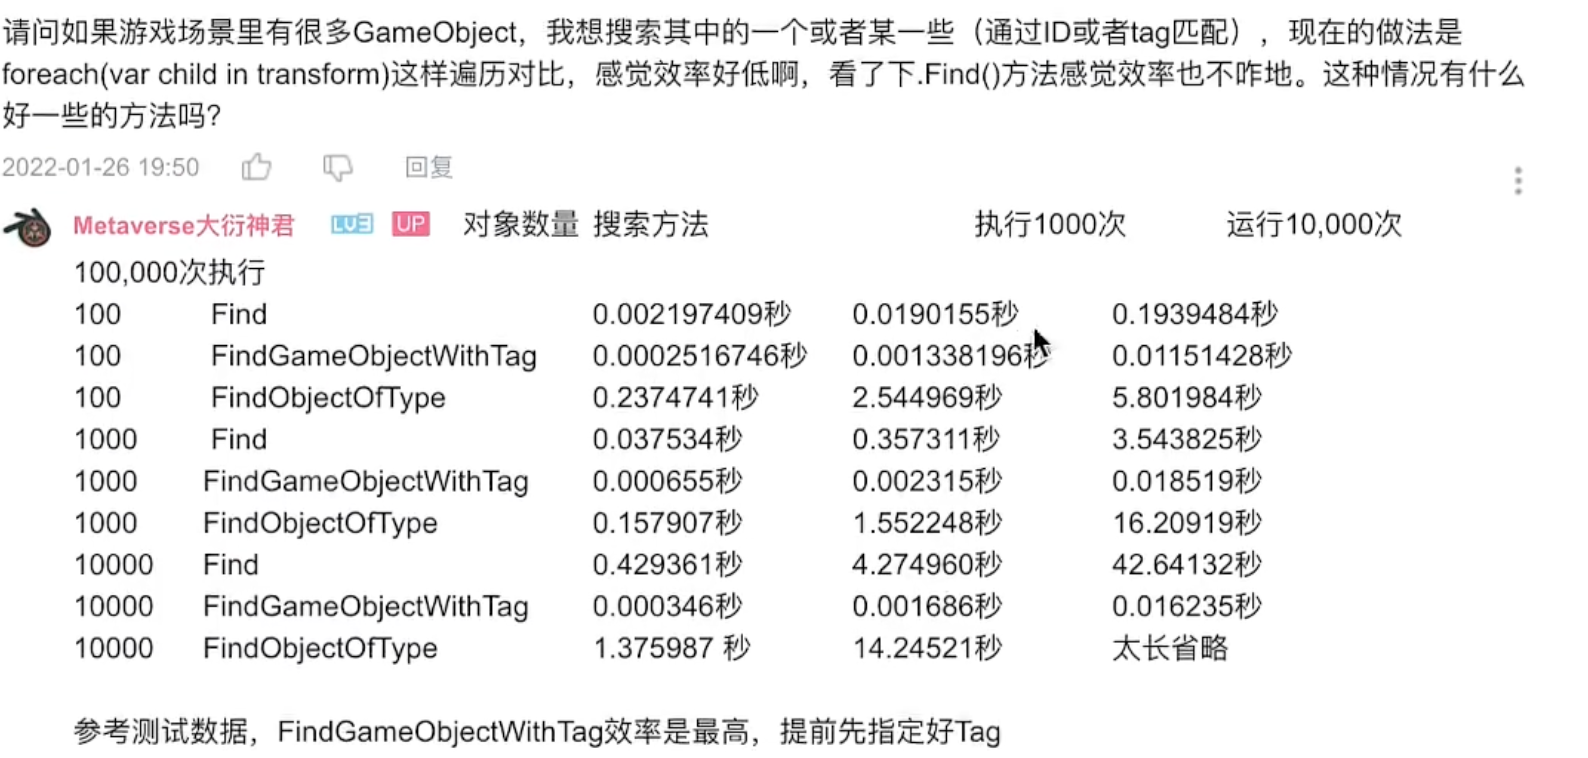 请问如果游戏场景里有很多GameObject，我想搜索其中的一个或者某一些（通过ID或者tag匹配），现在的做法是
foreach(var child in transform)这样遍历对比，感觉效率好低啊，看了下.Find()方法感觉效率也不咋地。这种情况有什么
好一些的方法吗？
2022-01-26 19:50 回复
Metaverse大衍神君 LV3 UP 对象数量 搜索方法 执行1000次 运行10,000次
100,000次执行
100 Find 0.002197409秒 0.0190155秒 0.1939484秒
100 FindGameObjectWithTag 0.0002516746秒 0.001338196秒 0.01151428秒
100 FindObjectOfType 0.2374741秒 2.544969秒 5.801984秒
1000 Find 0.037534秒 0.357311秒 3.543825秒
1000 FindGameObjectWithTag 0.000655秒 0.002315秒 0.018519秒
1000 FindObjectOfType 0.157907秒 1.552248秒 16.20919秒
10000 Find 0.429361秒 4.274960秒 42.64132秒
10000 FindGameObjectWithTag 0.000346秒 0.001686秒 0.016235秒
10000 FindObjectOfType 1.375987 秒 14.24521秒 太长省略
参考测试数据，FindGameObjectWithTag效率是最高，提前先指定好Tag